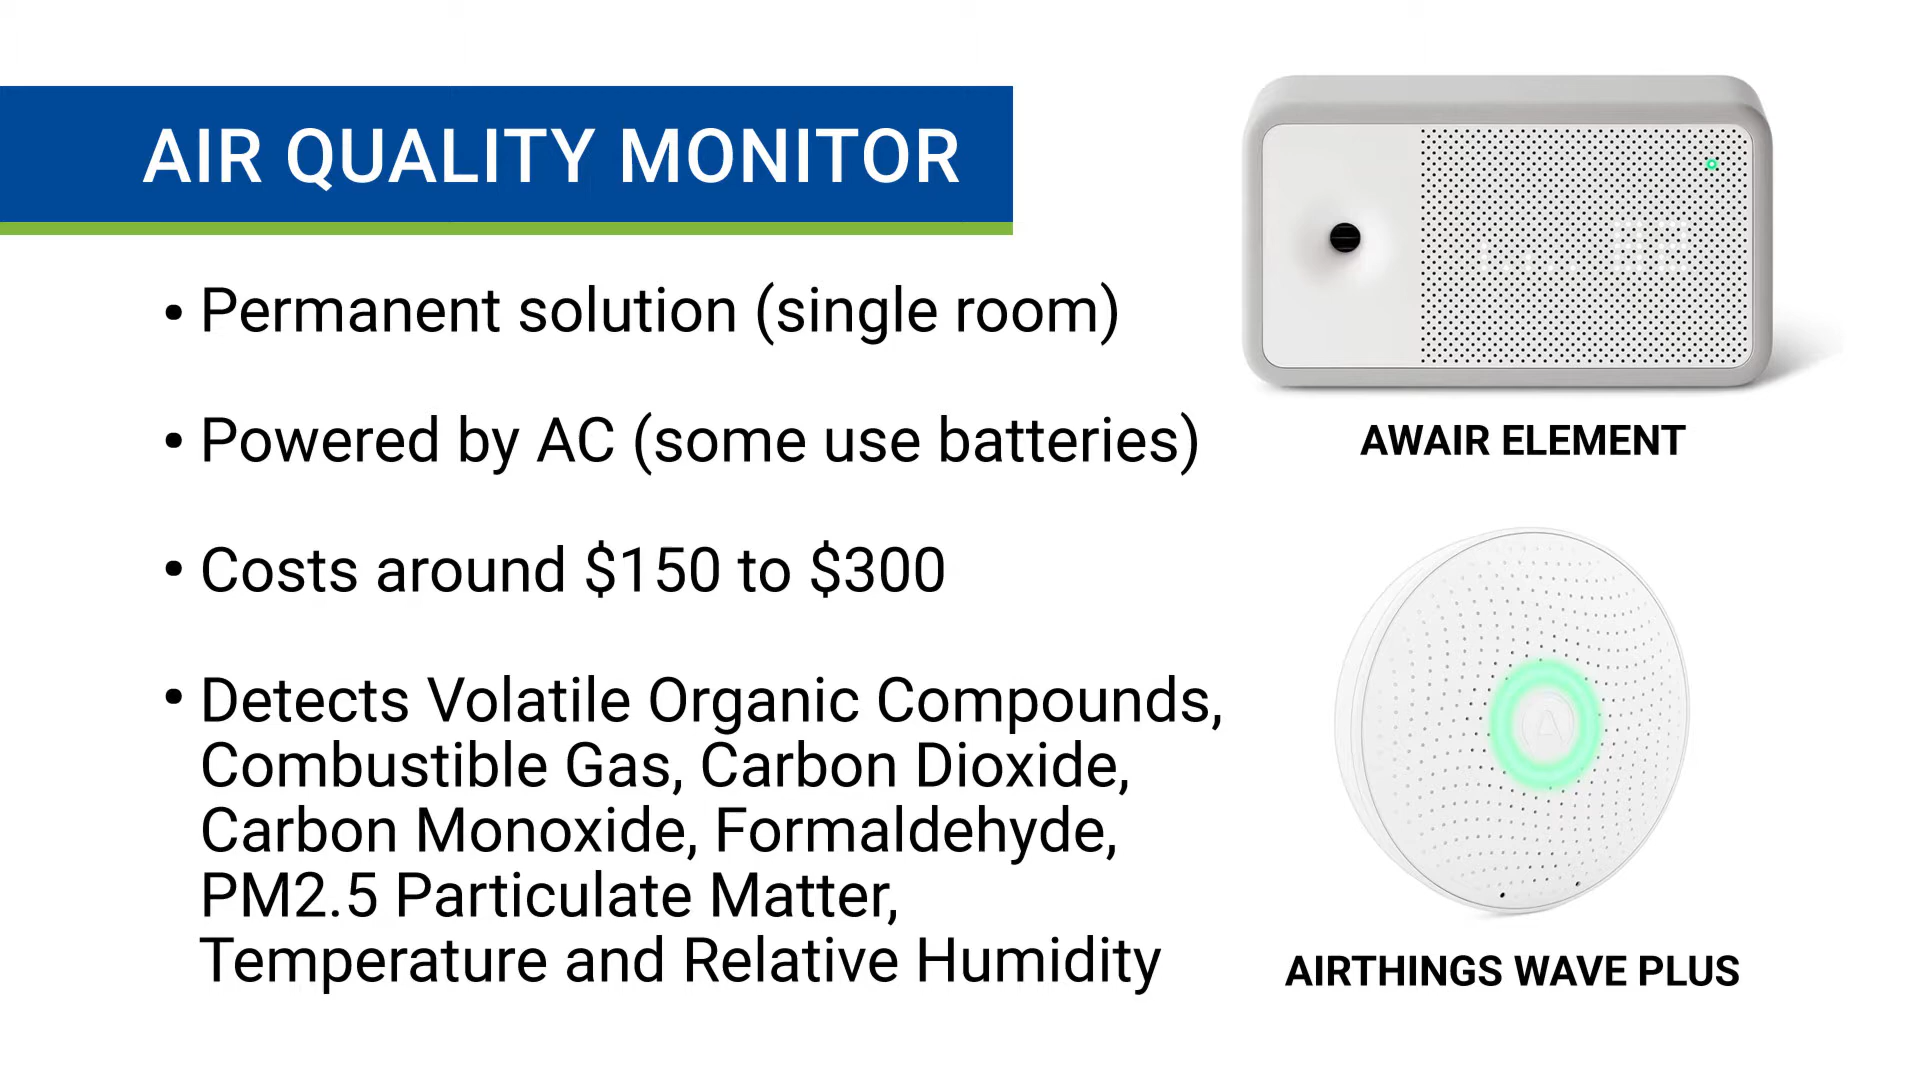 AIR QUALITY MONITOR
• Permanent solution (single room)
• Powered by AC (some use batteries)
• Costs around $150 to $300
• Detects Volatile Organic Compounds,
Combustible Gas, Carbon Dioxide,
Carbon Monoxide, Formaldehyde,
PM2.5 Particulate Matter,
Temperature and Relative Humidity
AWAIR ELEMENT
AIRTHINGS WAVE PLUS